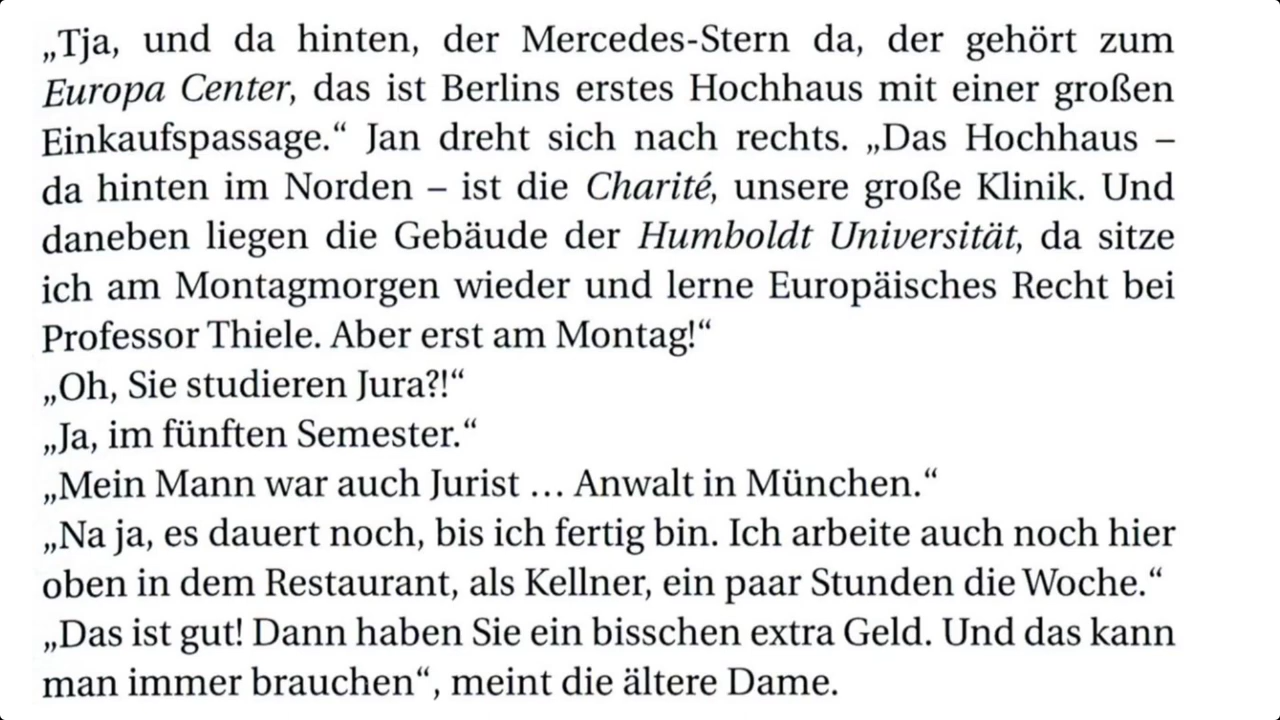 „Tja, und da hinten, der Mercedes-Stern da, der gehört zum
Europa Center, das ist Berlins erstes Hochhaus mit einer großen
Einkaufspassage.“ Jan dreht sich nach rechts. „Das Hochhaus –
da hinten im Norden – ist die Charité, unsere große Klinik. Und
daneben liegen die Gebäude der Humboldt Universität, da sitze
ich am Montagmorgen wieder und lerne Europäisches Recht bei
Professor Thiele. Aber erst am Montag!“
„Oh, Sie studieren Jura?!“
„Ja, im fünften Semester.“
„Mein Mann war auch Jurist … Anwalt in München.“
„Na ja, es dauert noch, bis ich fertig bin. Ich arbeite auch noch hier
oben in dem Restaurant, als Kellner, ein paar Stunden die Woche.“
„Das ist gut! Dann haben Sie ein bisschen extra Geld. Und das kann
man immer brauchen“, meint die ältere Dame.